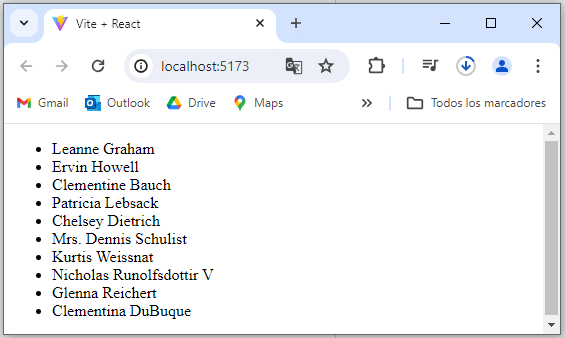 Vite + React
localhost:5173
Gmail Outlook Drive Maps Todos los marcadores
Leanne Graham
Ervin Howell
Clementine Bauch
Patricia Lebsack
Chelsey Dietrich
Mrs. Dennis Schulist
Kurtis Weissnat
Nicholas Runolfsdottir V
Glenna Reichert
Clementina DuBuque